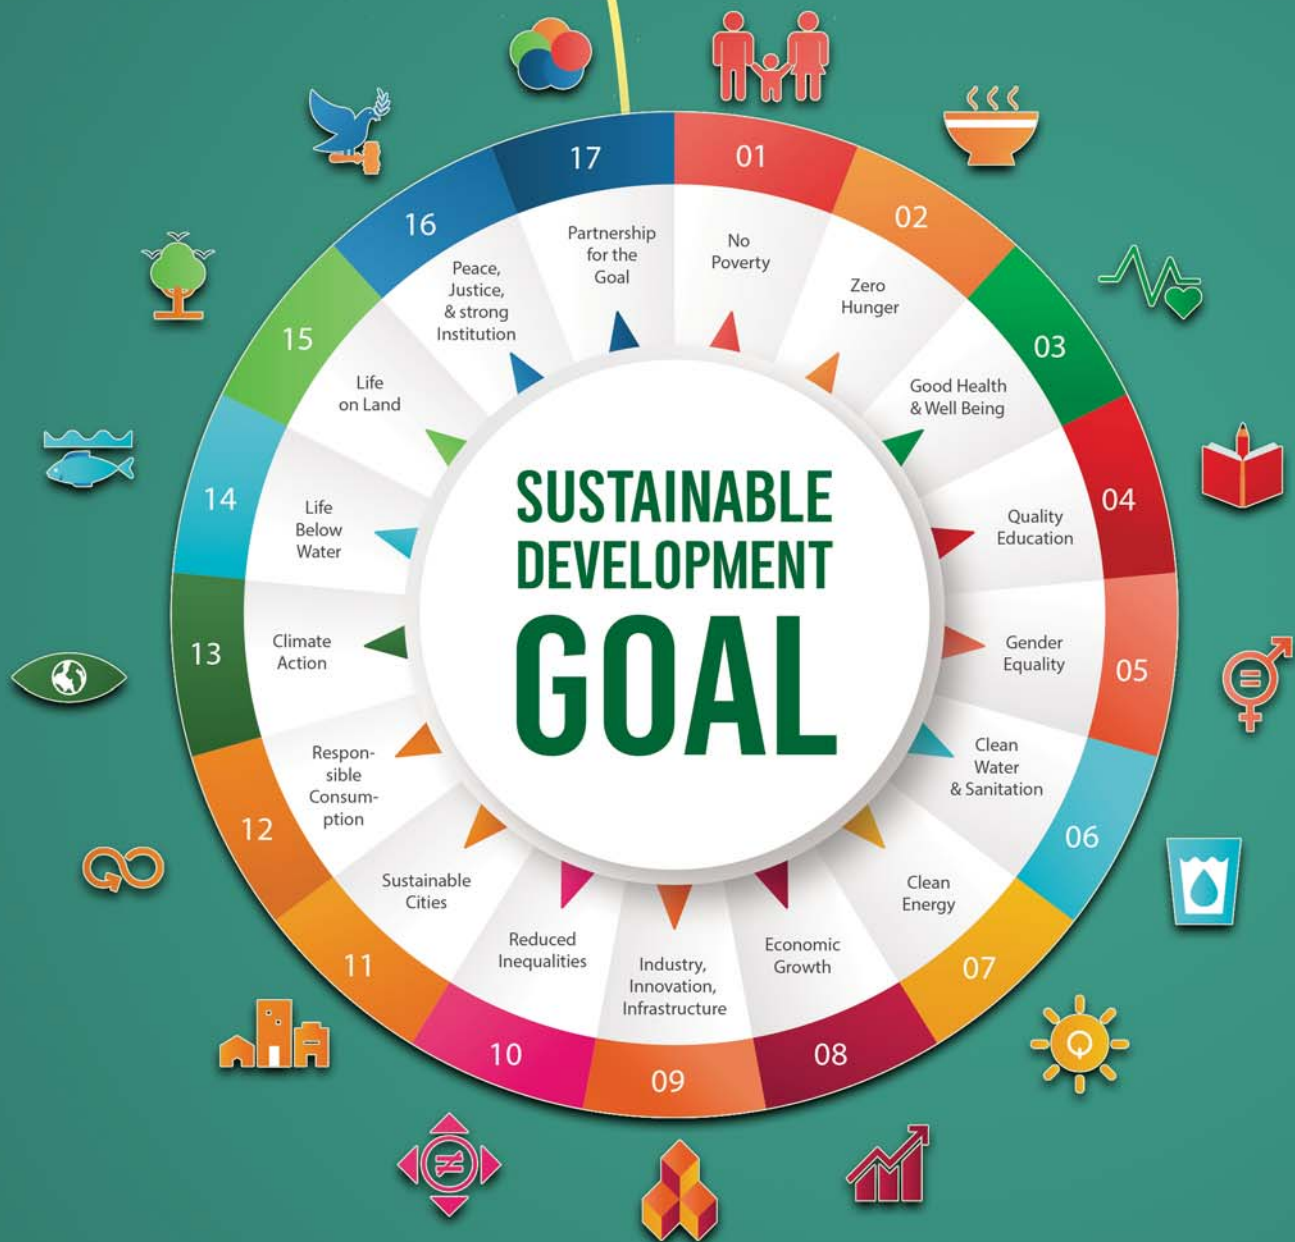 SUSTAINABLE
DEVELOPMENT
GOAL
01
No
Poverty
02
Zero
Hunger
03
Good Health
& Well Being
04
Quality
Education
05
Gender
Equality
06
Clean
Water
& Sanitation
07
Clean
Energy
08
Economic
Growth
09
Industry,
Innovation,
Infrastructure
10
Reduced
Inequalities
11
Sustainable
Cities
12
Respon-
sible
Consum-
ption
13
Climate
Action
14
Life
Below
Water
15
Life
on Land
16
Peace,
Justice,
& strong
Institution
17
Partnership
for the
Goal